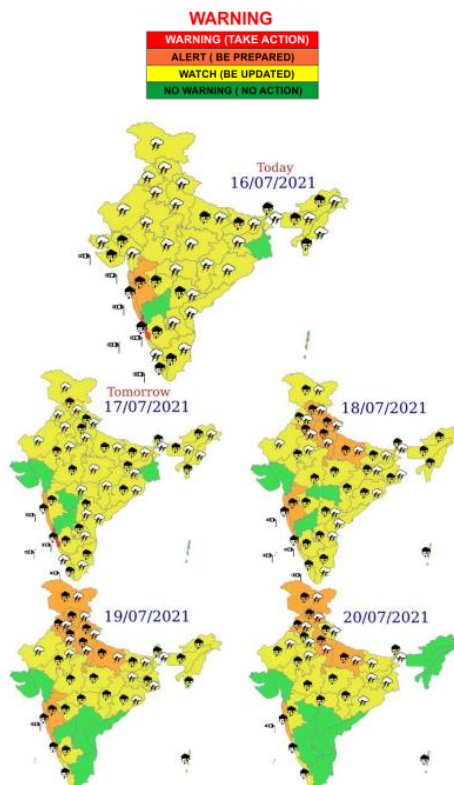 WARNING
WARNING (TAKE ACTION)
ALERT ( BE PREPARED)
WATCH (BE UPDATED)
NO WARNING ( NO ACTION)
Today
16/07/2021
Tomorrow
17/07/2021
18/07/2021
19/07/2021
20/07/2021